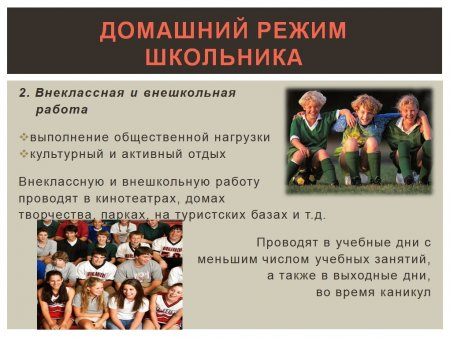 ДОМАШНИЙ РЕЖИМ
ШКОЛЬНИКА
2. Внеклассная и внешкольная
работа
выполнение общественной нагрузки
культурный и активный отдых
Внеклассную и внешкольную работу
проводят в кинотеатрах, домах
творчества, парках, на туристских базах и т.д.
Проводят в учебные дни с
меньшим числом учебных занятий,
а также в выходные дни,
во время каникул